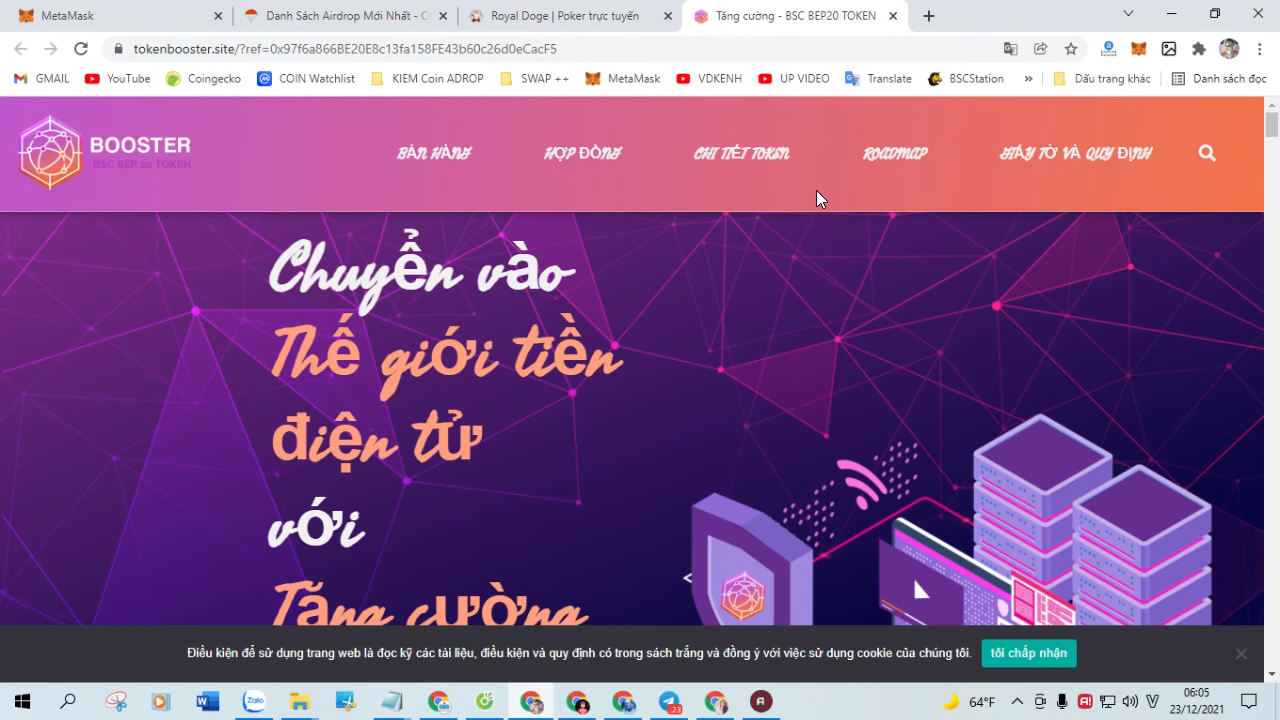 MetaMask
Danh Sách Airdrop Mới Nhất - C
Royal Doge | Poker trực tuyến
Tăng cường - BSC BEP20 TOKEN
tokenbooster.site/?ref=0x97f6a866BE20E8c13fa158FE43b60c26d0eCacF5
GMAIL YouTube Coingecko COIN Watchlist KIEM Coin ADROP SWAP ++ MetaMask VDKENH UP VIDEO Translate BSCStation » Dấu trang khác Danh sách đọc
BOOSTER
BSC BEP 20 TOKEN
BÁN HÀNG HỢP ĐỒNG CHI TIẾT TOKEN ROADMAP GIẤY TỜ VÀ QUY ĐỊNH
Chuyển vào
Thế giới tiền
điện tử
với
Tăng cường
<
Điều kiện để sử dụng trang web là đọc kỹ các tài liệu, điều kiện và quy định có trong sách trắng và đồng ý với việc sử dụng cookie của chúng tôi.
tôi chấp nhận
Zalo
23
64°F
06:05
23/12/2021